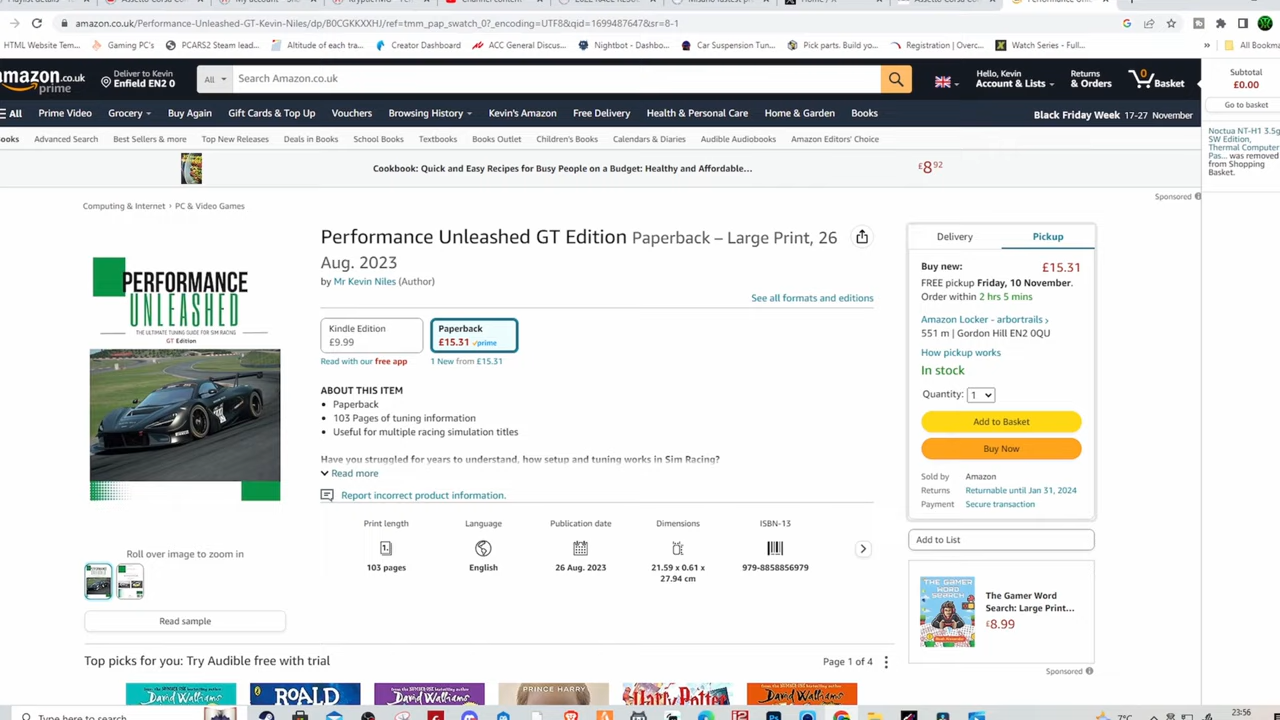 amazon.co.uk/Performance-Unleashed-GT-Kevin-Niles/dp/B0CGKXXHJ/ref=tmm_pap_swatch_0?_encoding=UTF8&qid=1699487647&sr=8-1
HTML Website Tem... Gaming PC's PCARS2 Steam lead... Altitude of each tra... Creator Dashboard ACC General Discus... Nightbot - Dashbo... Car Suspension Tun... Pick parts. Build yo... Registration | Overc... Watch Series - Full... » All Bookma
amazon.co.uk
prime
Deliver to Kevin
Enfield EN2 0
All
Search Amazon.co.uk
Hello, Kevin
Account & Lists
Returns
& Orders
0
Basket
Subtotal
£0.00
Go to basket
Noctua NT-H1 3.5g
SW Edition,
Thermal Computer
Pas... was removed
from Shopping
Basket.
All Prime Video Grocery Buy Again Gift Cards & Top Up Vouchers Browsing History Kevin's Amazon Free Delivery Health & Personal Care Home & Garden Books
Black Friday Week 17-27 November
ooks Advanced Search Best Sellers & more Top New Releases Deals in Books School Books Textbooks Books Outlet Children's Books Calendars & Diaries Audible Audiobooks Amazon Editors' Choice
Cookbook: Quick and Easy Recipes for Busy People on a Budget: Healthy and Affordable... £8.92
Sponsored
Computing & Internet › PC & Video Games
PERFORMANCE
UNLEASHED
THE ULTIMATE TUNING GUIDE FOR SIM RACING
GT Edition
Roll over image to zoom in
Read sample
Performance Unleashed GT Edition Paperback – Large Print, 26
Aug. 2023
by Mr Kevin Niles (Author)
See all formats and editions
Kindle Edition
£9.99
Read with our free app
Paperback
£15.31 prime
1 New from £15.31
ABOUT THIS ITEM
• Paperback
• 103 Pages of tuning information
• Useful for multiple racing simulation titles
Have you struggled for years to understand, how setup and tuning works in Sim Racing?
Read more
Report incorrect product information.
Print length
103 pages
Language
English
Publication date
26 Aug. 2023
Dimensions
21.59 x 0.61 x
27.94 cm
ISBN-13
979-8858856979
Delivery
Pickup
Buy new: £15.31
FREE pickup Friday, 10 November.
Order within 2 hrs 5 mins
Amazon Locker - arbortrails ›
551 m | Gordon Hill EN2 0QU
How pickup works
In stock
Quantity: 1
Add to Basket
Buy Now
Sold by Amazon
Returns Returnable until Jan 31, 2024
Payment Secure transaction
Add to List
THE GAMER
WORD
SEARCH
The Gamer Word
Search: Large Print...
£8.99
Sponsored
Top picks for you: Try Audible free with trial
Page 1 of 4
David Walliams
ROALD
David Walliams
PRINCE HARRY
Harry Potter
David Walliams
Type here to search
7°C
23:56